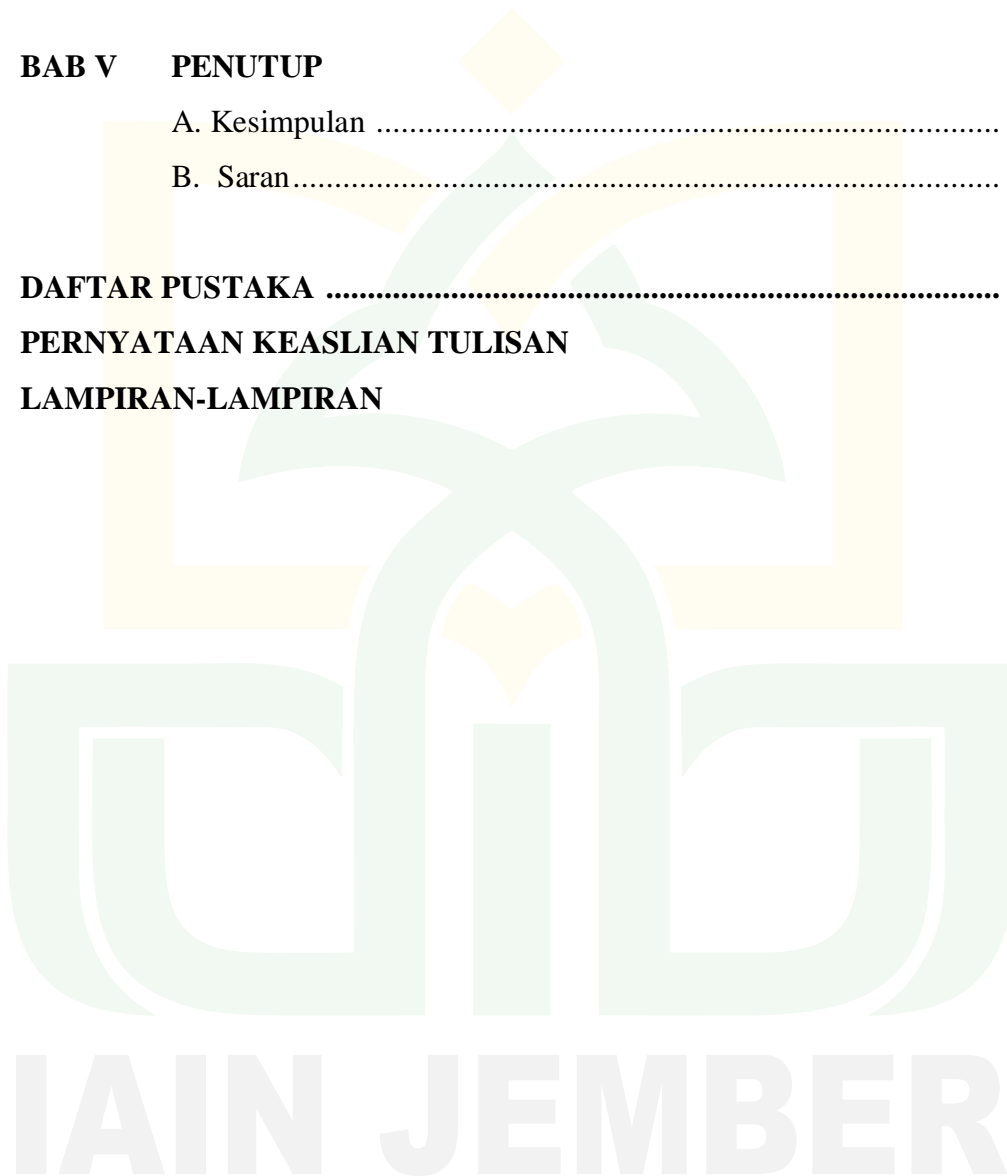 BAB V PENUTUP
A. Kesimpulan ...........................................................................
B. Saran.....................................................................................
DAFTAR PUSTAKA ................................................................................
PERNYATAAN KEASLIAN TULISAN
LAMPIRAN-LAMPIRAN
IAIN JEMBER